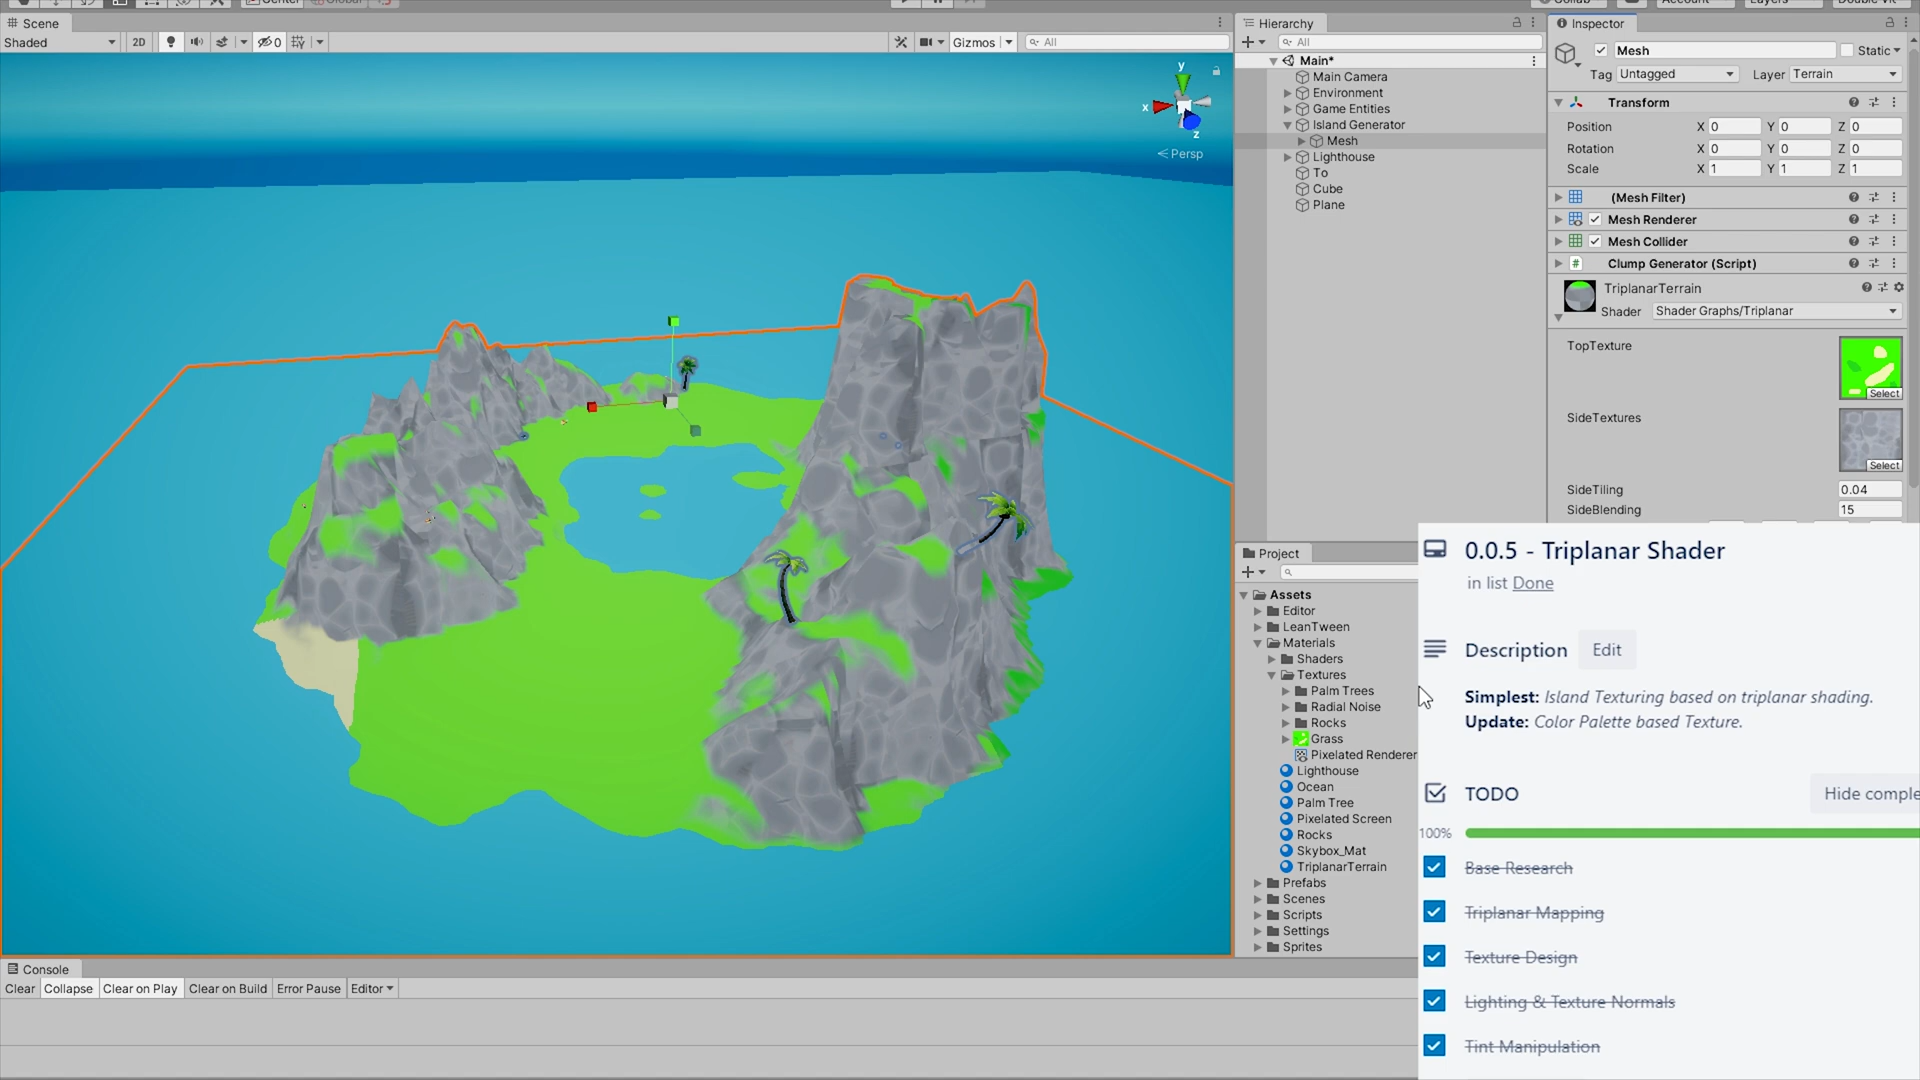 Center
Global
Collab
Account
Layers
Scene
Shaded
2D
0
Gizmos
All
y
x
z
Persp
Hierarchy
All
Main*
Main Camera
Environment
Game Entities
Island Generator
Mesh
Lighthouse
To
Cube
Plane
Inspector
Mesh
Static
Tag Untagged
Layer Terrain
Transform
Position X 0 Y 0 Z 0
Rotation X 0 Y 0 Z 0
Scale X 1 Y 1 Z 1
(Mesh Filter)
Mesh Renderer
Mesh Collider
# Clump Generator (Script)
TriplanarTerrain
Shader Shader Graphs/Triplanar
TopTexture
Select
SideTextures
Select
SideTiling 0.04
SideBlending 15
Project
Assets
Editor
LeanTween
Materials
Shaders
Textures
Palm Trees
Radial Noise
Rocks
Grass
Pixelated Renderer
Lighthouse
Ocean
Palm Tree
Pixelated Screen
Rocks
Skybox_Mat
TriplanarTerrain
Prefabs
Scenes
Scripts
Settings
Sprites
0.0.5 - Triplanar Shader
in list Done
Description Edit
Simplest: Island Texturing based on triplanar shading.
Update: Color Palette based Texture.
TODO Hide comple
100%
Base Research
Triplanar Mapping
Texture Design
Lighting & Texture Normals
Tint Manipulation
Console
Clear Collapse Clear on Play Clear on Build Error Pause Editor